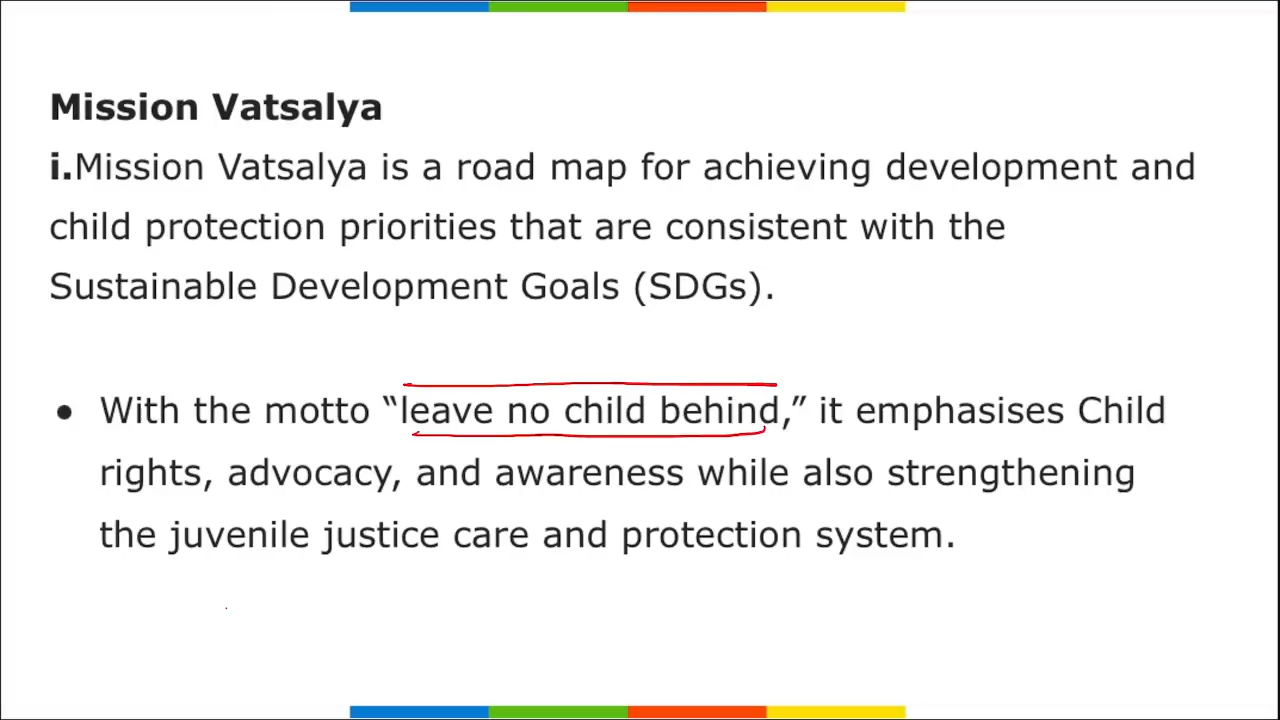 Mission Vatsalya
i.Mission Vatsalya is a road map for achieving development and
child protection priorities that are consistent with the
Sustainable Development Goals (SDGs).
● With the motto “leave no child behind,” it emphasises Child
rights, advocacy, and awareness while also strengthening
the juvenile justice care and protection system.